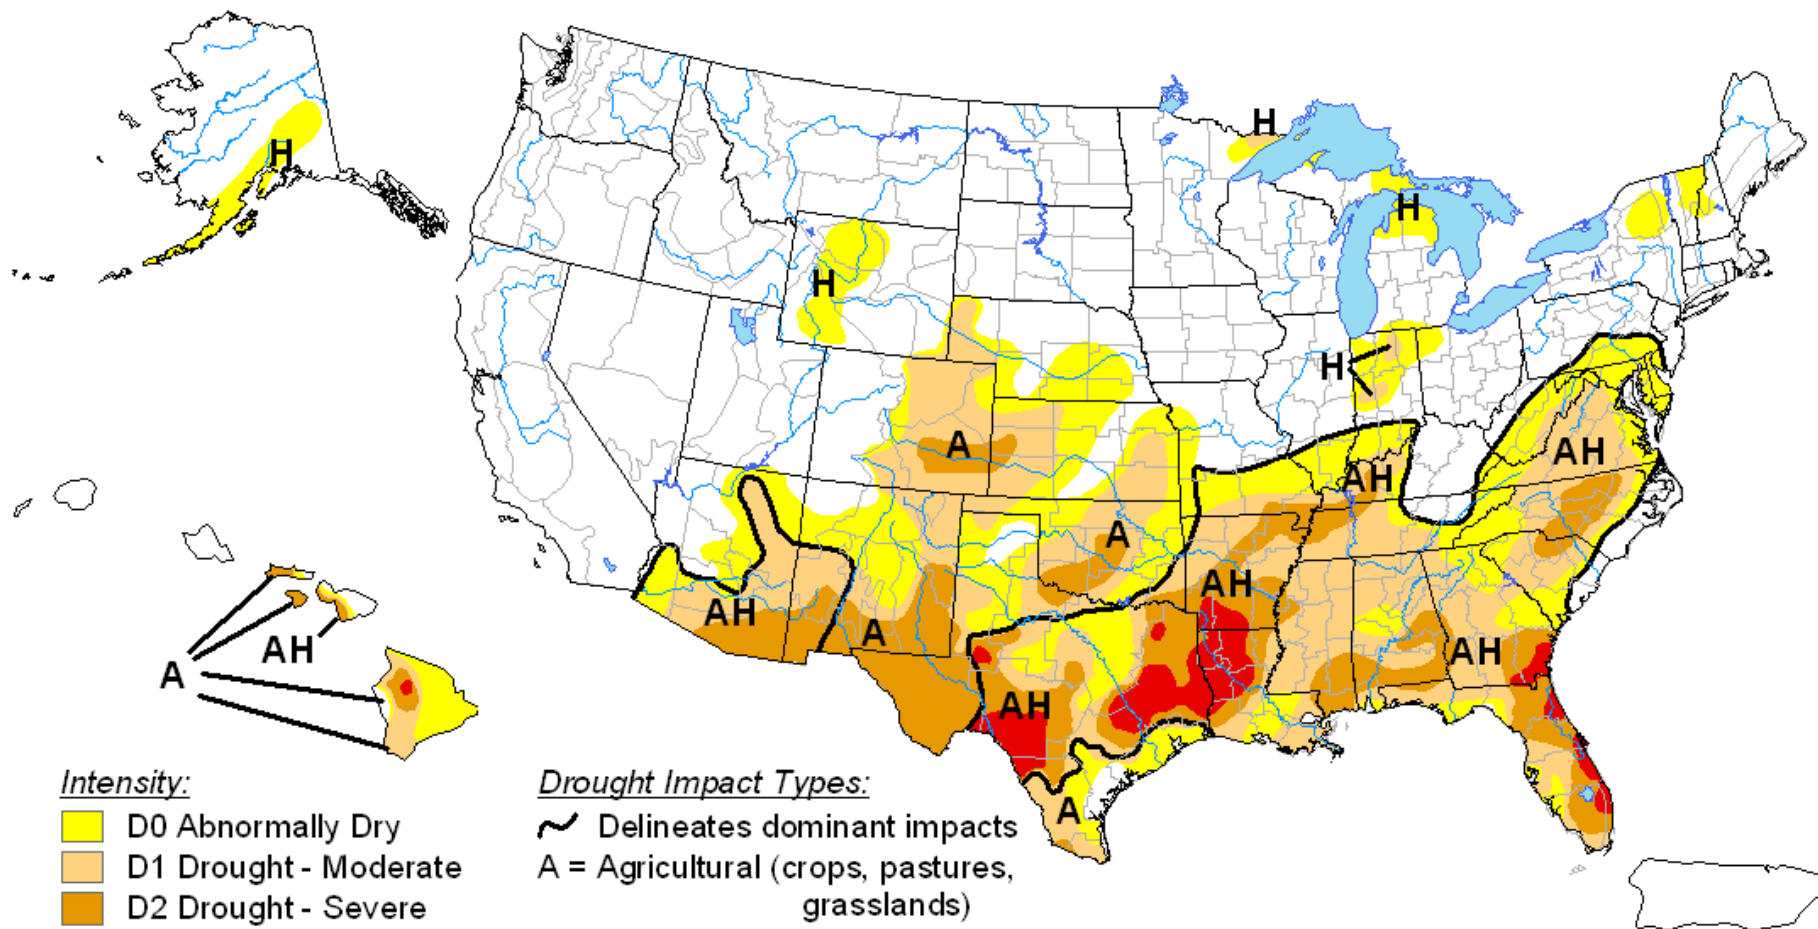 H
H
H
H
H
A
A
AH
AH
AH
AH
AH
A
AH
AH
A
A
Intensity:
D0 Abnormally Dry
D1 Drought - Moderate
D2 Drought - Severe
Drought Impact Types:
Delineates dominant impacts
A = Agricultural (crops, pastures,
grasslands)